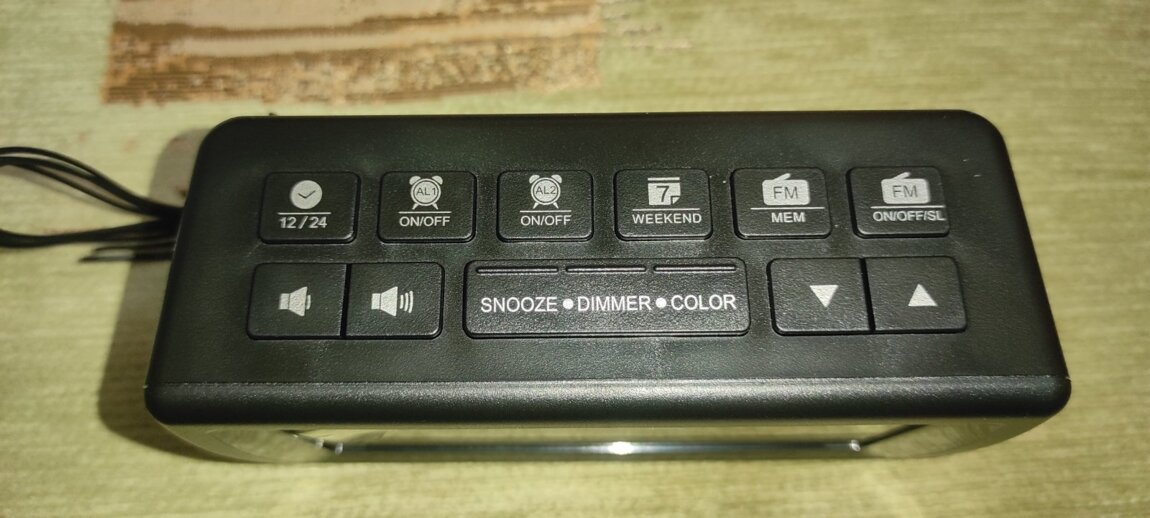 12 / 24
AL1
ON/OFF
AL2
ON/OFF
7
WEEKEND
FM
MEM
FM
ON/OFF/SL
SNOOZE ● DIMMER ● COLOR